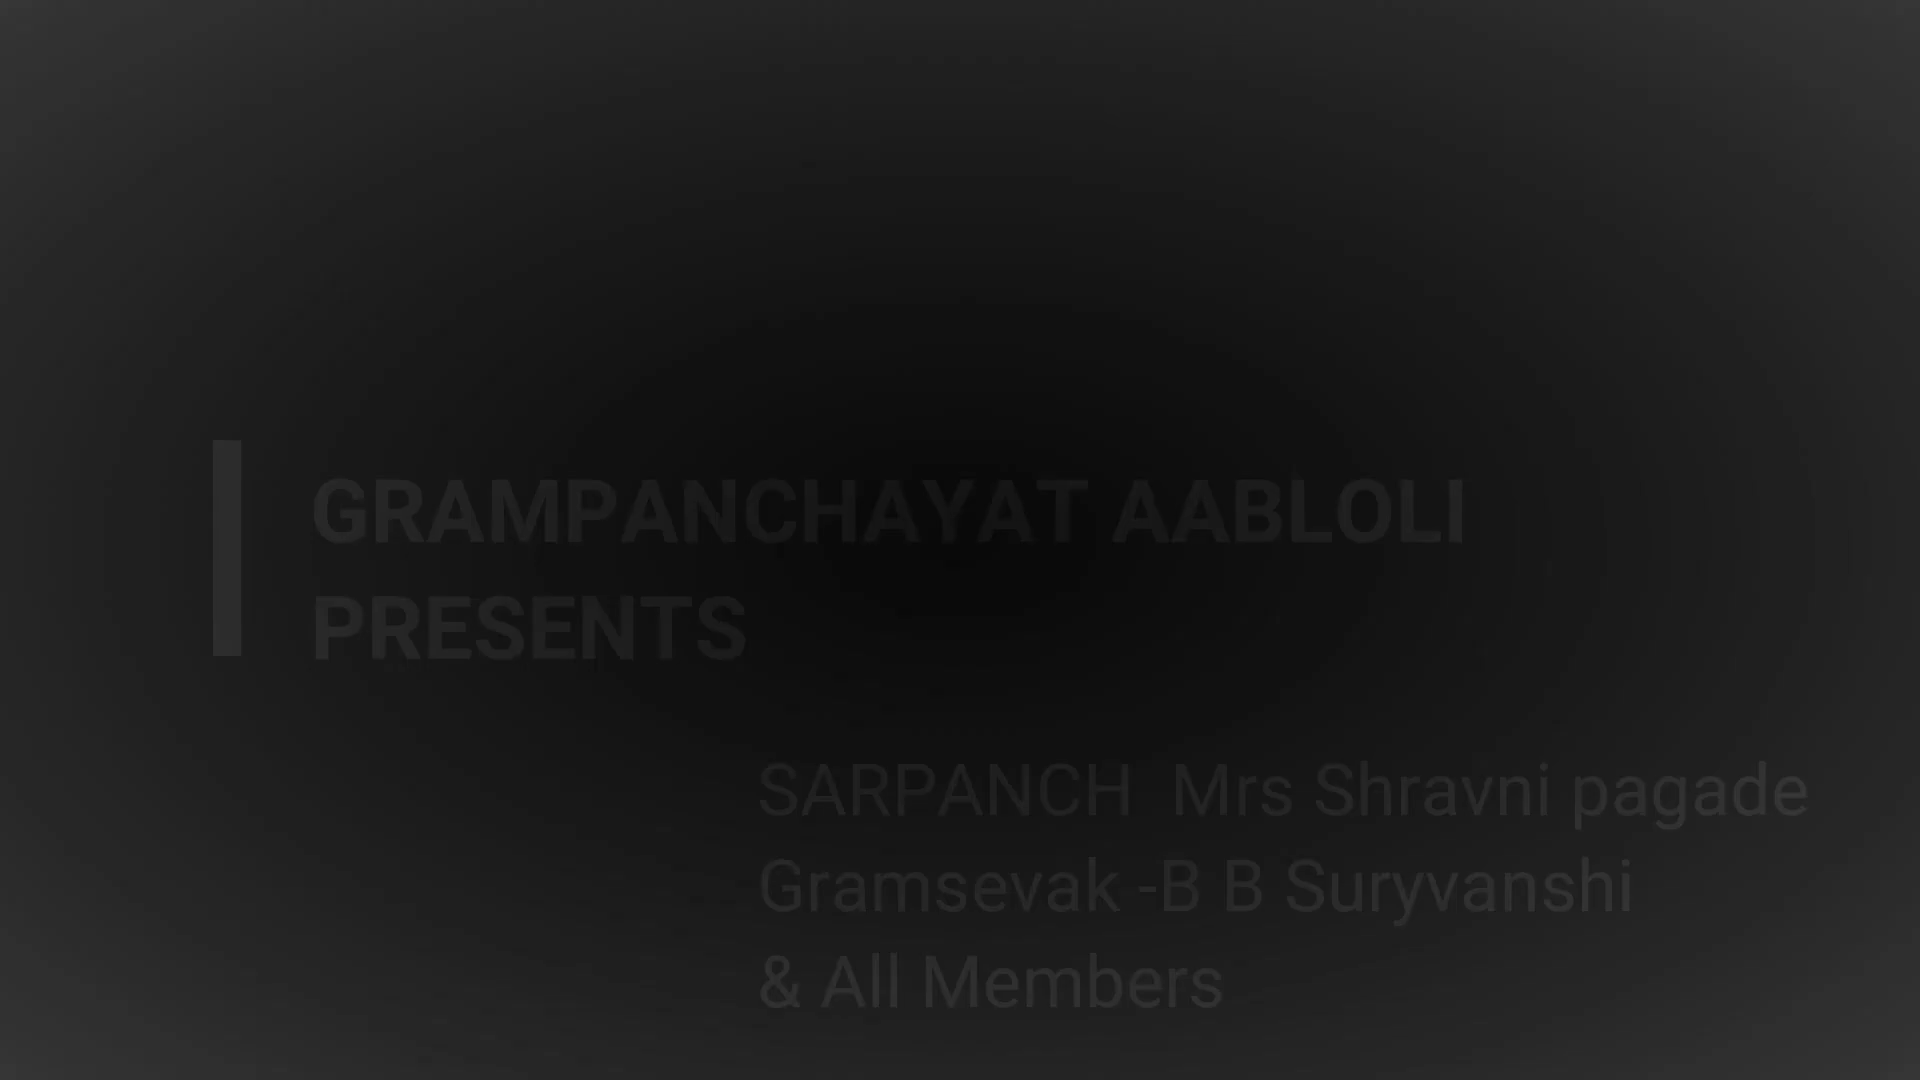 GRAMPANCHAYAT AABLOLI
PRESENTS
SARPANCH  Mrs Shravni pagade
Gramsevak -B B Suryvanshi
& All Members